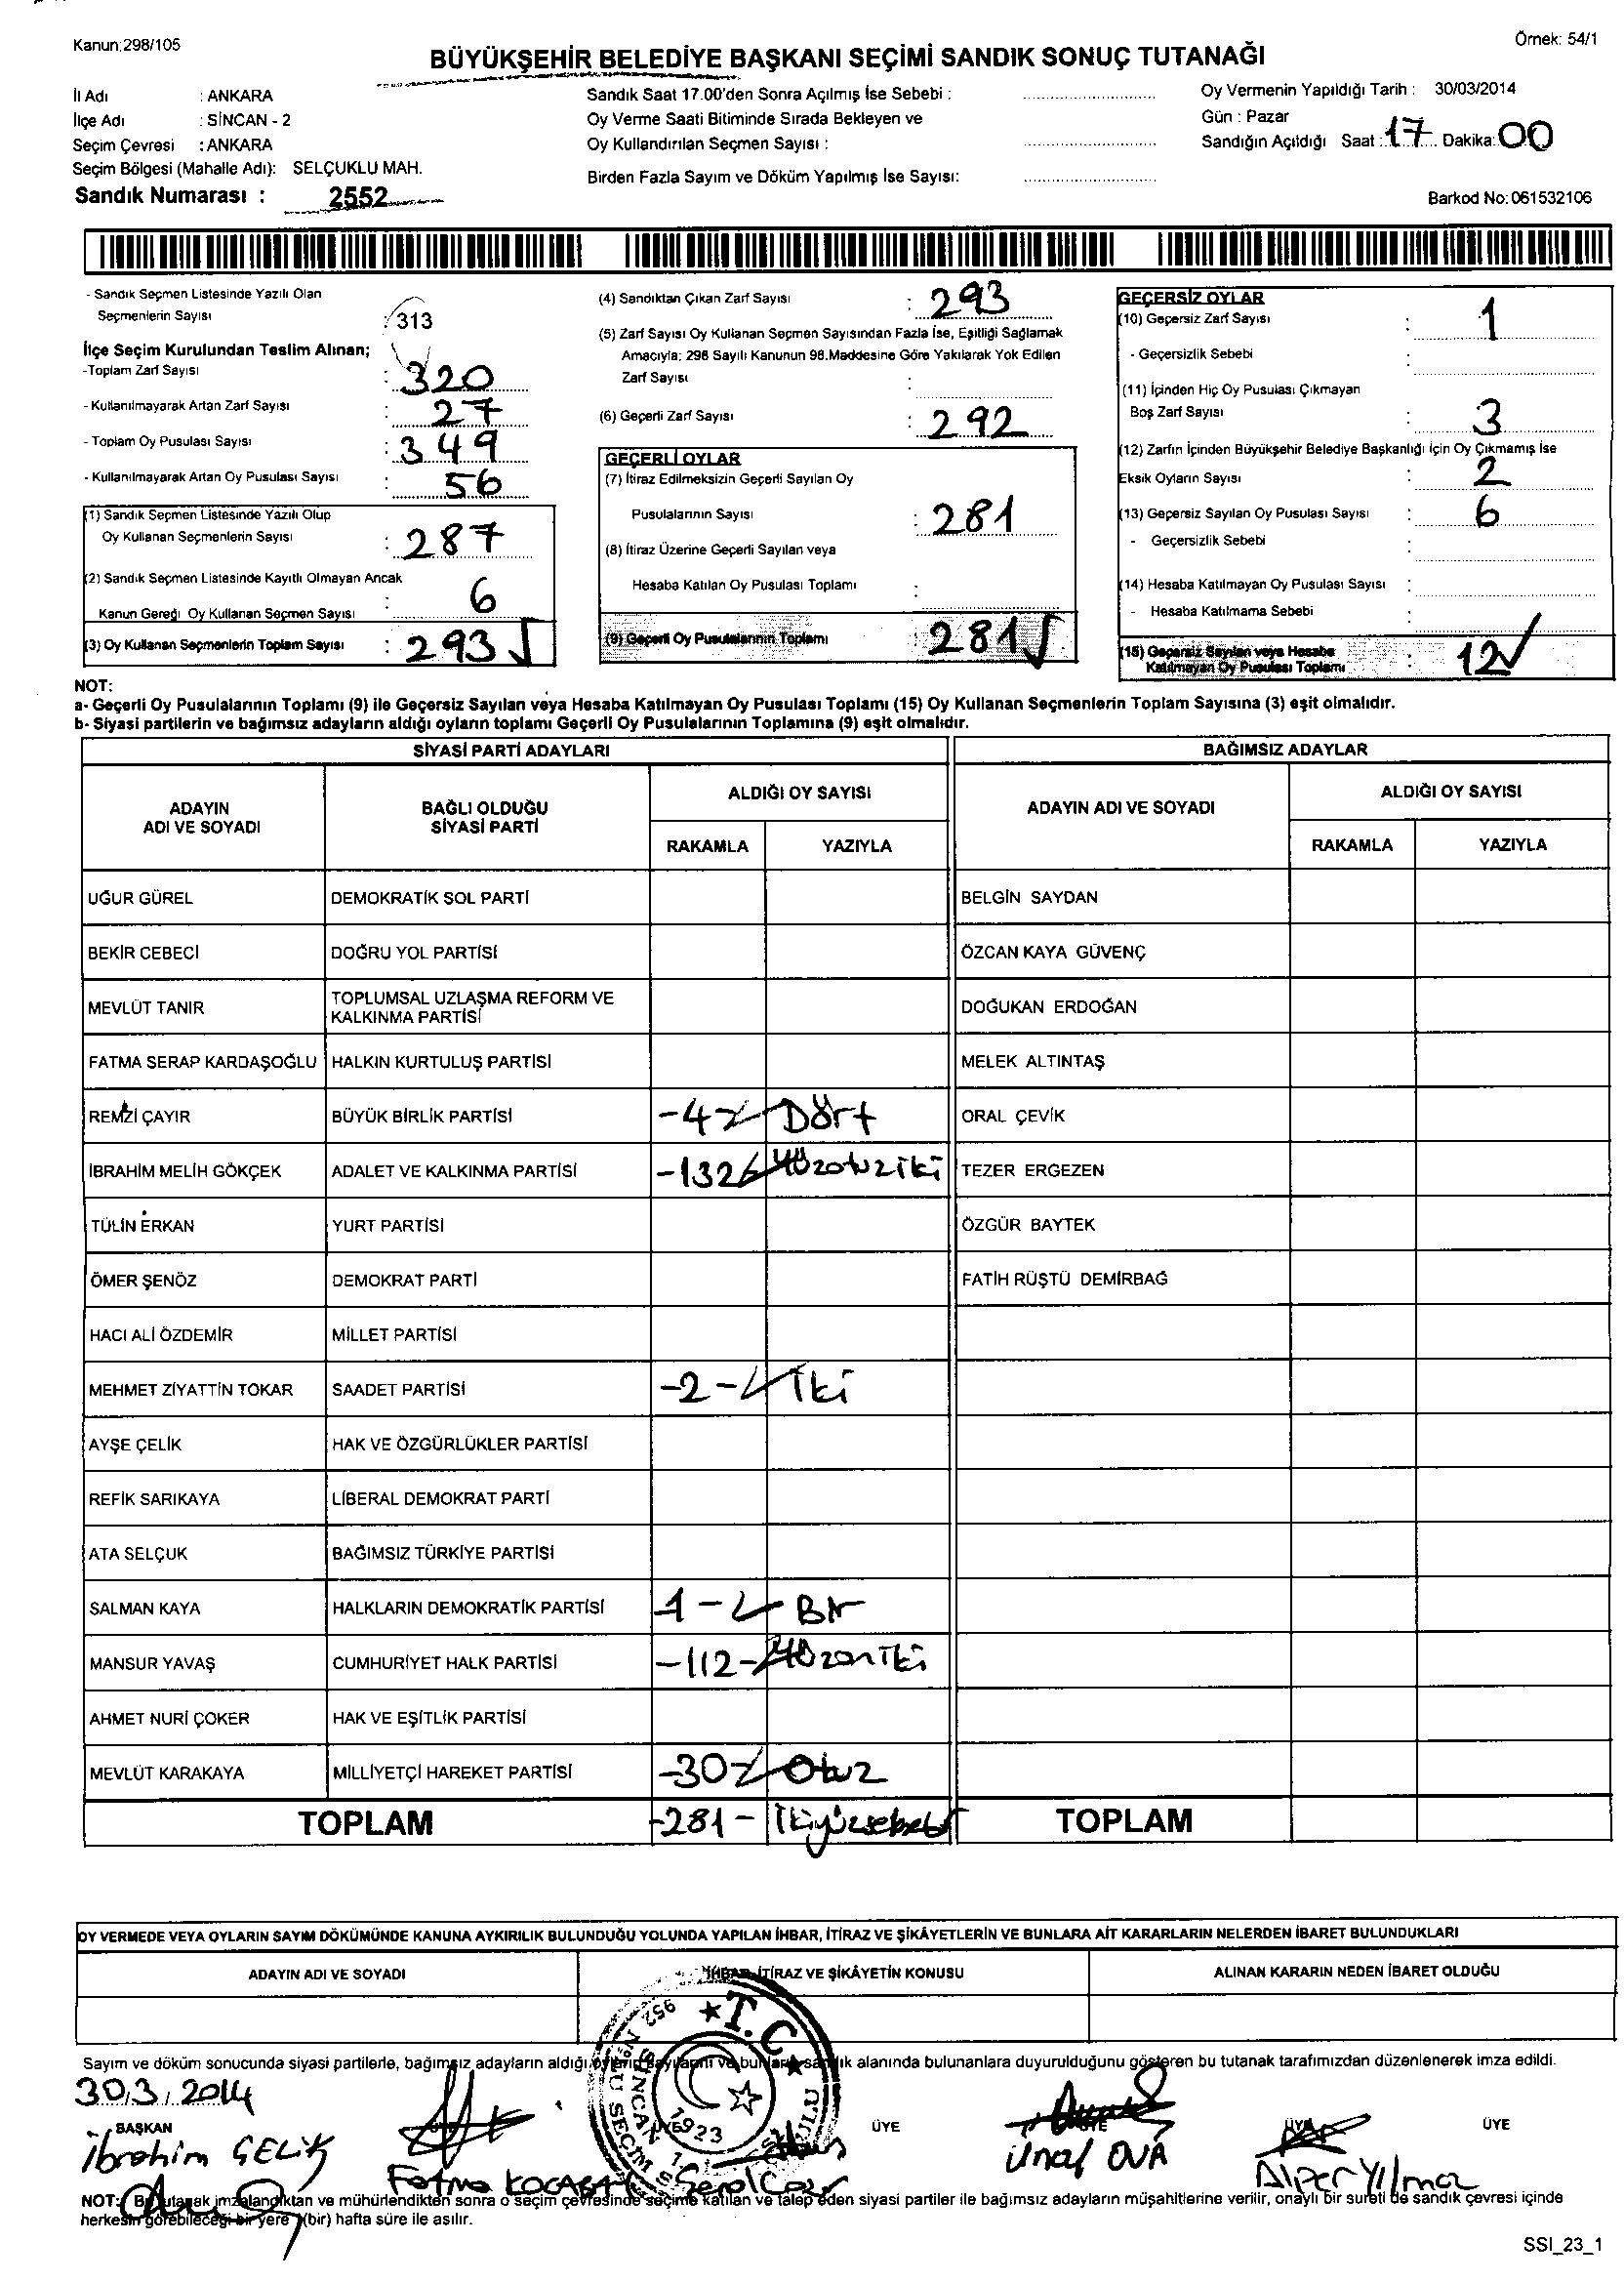 Kanun:298/105
Örnek: 54/1
BÜYÜKŞEHİR BELEDİYE BAŞKANI SEÇİMİ SANDIK SONUÇ TUTANAĞI
İl Adı : ANKARA
İlçe Adı : SİNCAN - 2
Seçim Çevresi : ANKARA
Seçim Bölgesi (Mahalle Adı): SELÇUKLU MAH.
Sandık Numarası : 2552
Sandık Saat 17.00'den Sonra Açılmış İse Sebebi :
Oy Verme Saati Bitiminde Sırada Bekleyen ve
Oy Kullandırılan Seçmen Sayısı :
Birden Fazla Sayım ve Döküm Yapılmış İse Sayısı:
Oy Vermenin Yapıldığı Tarih : 30/03/2014
Gün : Pazar
Sandığın Açıldığı Saat : 17 Dakika: 00
Barkod No: 061532106
- Sandık Seçmen Listesinde Yazılı Olan
Seçmenlerin Sayısı : 313
İlçe Seçim Kurulundan Teslim Alınan;
-Toplam Zarf Sayısı : 320
- Kullanılmayarak Artan Zarf Sayısı : 27
- Toplam Oy Pusulası Sayısı : 349
- Kullanılmayarak Artan Oy Pusulası Sayısı : 56
(1) Sandık Seçmen Listesinde Yazılı Olup
Oy Kullanan Seçmenlerin Sayısı : 287
(2) Sandık Seçmen Listesinde Kayıtlı Olmayan Ancak
Kanun Gereği Oy Kullanan Seçmen Sayısı : 6
(3) Oy Kullanan Seçmenlerin Toplam Sayısı : 293
(4) Sandıktan Çıkan Zarf Sayısı : 293
(5) Zarf Sayısı Oy Kullanan Seçmen Sayısından Fazla İse, Eşitliği Sağlamak
Amacıyla; 298 Sayılı Kanunun 98.Maddesine Göre Yakılarak Yok Edilen
Zarf Sayısı :
(6) Geçerli Zarf Sayısı : 292
GEÇERLİ OYLAR
(7) İtiraz Edilmeksizin Geçerli Sayılan Oy
Pusulalarının Sayısı : 281
(8) İtiraz Üzerine Geçerli Sayılan veya
Hesaba Katılan Oy Pusulası Toplamı :
(9) Geçerli Oy Pusulalarının Toplamı : 281
GEÇERSİZ OYLAR
(10) Geçersiz Zarf Sayısı : 1
- Geçersizlik Sebebi :
(11) İçinden Hiç Oy Pusulası Çıkmayan
Boş Zarf Sayısı : 3
(12) Zarfın İçinden Büyükşehir Belediye Başkanlığı İçin Oy Çıkmamış İse
Eksik Oyların Sayısı : 2
(13) Geçersiz Sayılan Oy Pusulası Sayısı : 6
- Geçersizlik Sebebi :
(14) Hesaba Katılmayan Oy Pusulası Sayısı :
- Hesaba Katılmama Sebebi :
(15) Geçersiz Sayılan veya Hesaba
Katılmayan Oy Pusulası Toplamı : 12
NOT:
a- Geçerli Oy Pusulalarının Toplamı (9) ile Geçersiz Sayılan veya Hesaba Katılmayan Oy Pusulası Toplamı (15) Oy Kullanan Seçmenlerin Toplam Sayısına (3) eşit olmalıdır.
b- Siyasi partilerin ve bağımsız adayların aldığı oyların toplamı Geçerli Oy Pusulalarının Toplamına (9) eşit olmalıdır.
SİYASİ PARTİ ADAYLARI BAĞIMSIZ ADAYLAR
ADAYIN ADI VE SOYADI BAĞLI OLDUĞU SİYASİ PARTİ ALDIĞI OY SAYISI ADAYIN ADI VE SOYADI ALDIĞI OY SAYISI
RAKAMLA YAZIYLA RAKAMLA YAZIYLA
UĞUR GÜREL DEMOKRATİK SOL PARTİ BELGİN SAYDAN
BEKİR CEBECİ DOĞRU YOL PARTİSİ ÖZCAN KAYA GÜVENÇ
MEVLÜT TANIR TOPLUMSAL UZLAŞMA REFORM VE KALKINMA PARTİSİ DOĞUKAN ERDOĞAN
FATMA SERAP KARDAŞOĞLU HALKIN KURTULUŞ PARTİSİ MELEK ALTINTAŞ
REMZİ ÇAYIR BÜYÜK BİRLİK PARTİSİ -4- Dört ORAL ÇEVİK
İBRAHİM MELİH GÖKÇEK ADALET VE KALKINMA PARTİSİ -132- Yüzotuziki TEZER ERGEZEN
TÜLİN ERKAN YURT PARTİSİ ÖZGÜR BAYTEK
ÖMER ŞENÖZ DEMOKRAT PARTİ FATİH RÜŞTÜ DEMİRBAĞ
HACI ALİ ÖZDEMİR MİLLET PARTİSİ
MEHMET ZİYATTİN TOKAR SAADET PARTİSİ -2- İki
AYŞE ÇELİK HAK VE ÖZGÜRLÜKLER PARTİSİ
REFİK SARIKAYA LİBERAL DEMOKRAT PARTİ
ATA SELÇUK BAĞIMSIZ TÜRKİYE PARTİSİ
SALMAN KAYA HALKLARIN DEMOKRATİK PARTİSİ 1- Bir
MANSUR YAVAŞ CUMHURİYET HALK PARTİSİ -112- Yüzoniki
AHMET NURİ ÇOKER HAK VE EŞİTLİK PARTİSİ
MEVLÜT KARAKAYA MİLLİYETÇİ HAREKET PARTİSİ -30- Otuz
TOPLAM -281- TOPLAM
OY VERMEDE VEYA OYLARIN SAYIM DÖKÜMÜNDE KANUNA AYKIRILIK BULUNDUĞU YOLUNDA YAPILAN İHBAR, İTİRAZ VE ŞİKÂYETLERİN VE BUNLARA AİT KARARLARIN NELERDEN İBARET BULUNDUKLARI
ADAYIN ADI VE SOYADI İHBAR, İTİRAZ VE ŞİKÂYETİN KONUSU ALINAN KARARIN NEDEN İBARET OLDUĞU
Sayım ve döküm sonucunda siyasi partilerle, bağımsız adayların aldığı oyların sayılarını ve bunların sandık alanında bulunanlara duyurulduğunu gösteren bu tutanak tarafımızdan düzenlenerek imza edildi.
30.3.2014
T.C.
1923
BAŞKAN ÜYE ÜYE ÜYE ÜYE
İbrahim ÇELİK Fatma Ünal OVA Alper Yılmaz
NOT: Bu tutanak imzalandıktan ve mühürlendikten sonra o seçim çevresinde seçime katılan ve talep eden siyasi partiler ile bağımsız adayların müşahitlerine verilir, onaylı bir sureti de sandık çevresi içinde
herkesin görebileceği bir yere (bir) hafta süre ile asılır.
SSI_23_1